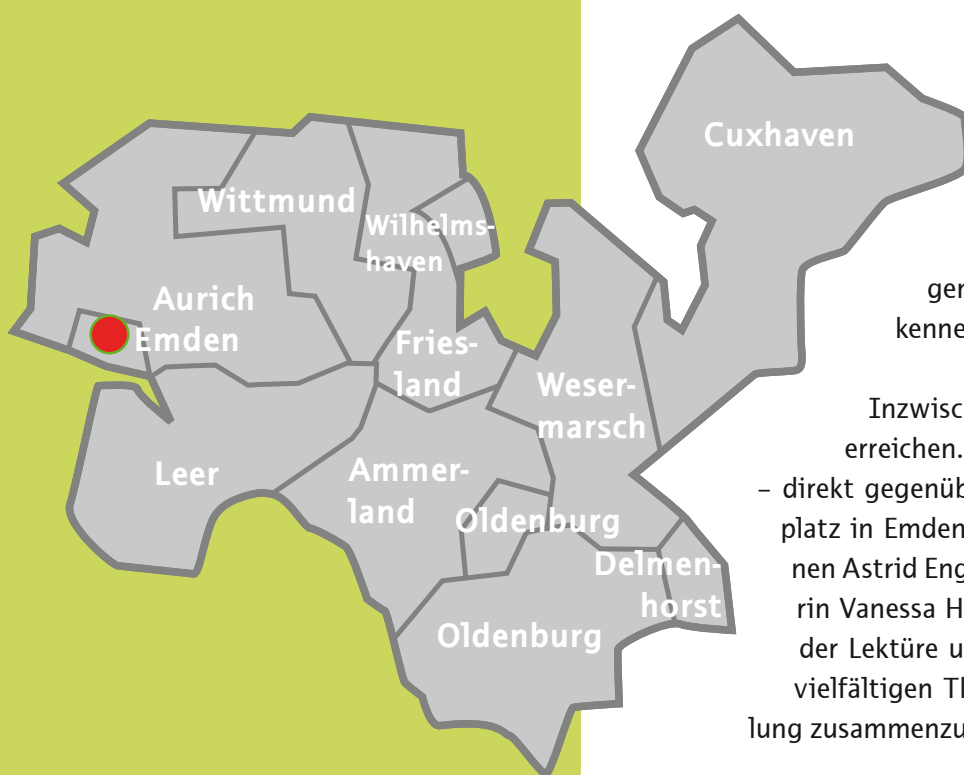 Cuxhaven
Wittmund
Wilhelms-
haven
Aurich
Emden
Fries-
land
Weser-
marsch
Leer
Ammer-
land
Oldenburg
Delmen-
horst
Oldenburg
ger
kenne
Inzwisc
erreichen.
– direkt gegenüb
platz in Emden
nen Astrid Eng
rin Vanessa H
der Lektüre u
vielfältigen Tl
lung zusammenzu